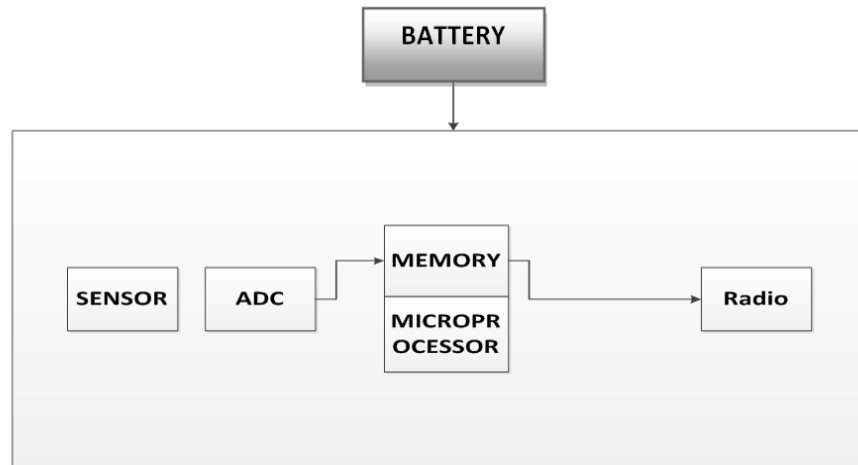 BATTERY
SENSOR
ADC
MEMORY
MICROPR
OCESSOR
Radio